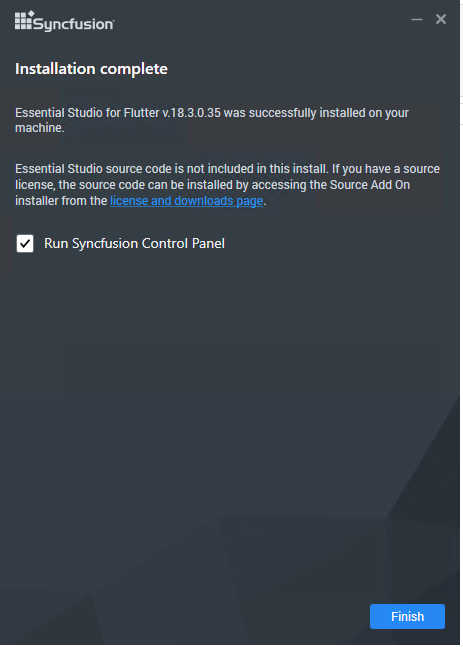 Syncfusion
Installation complete
Essential Studio for Flutter v.18.3.0.35 was successfully installed on your
machine.
Essential Studio source code is not included in this install. If you have a source
license, the source code can be installed by accessing the Source Add On
installer from the license and downloads page.
Run Syncfusion Control Panel
Finish